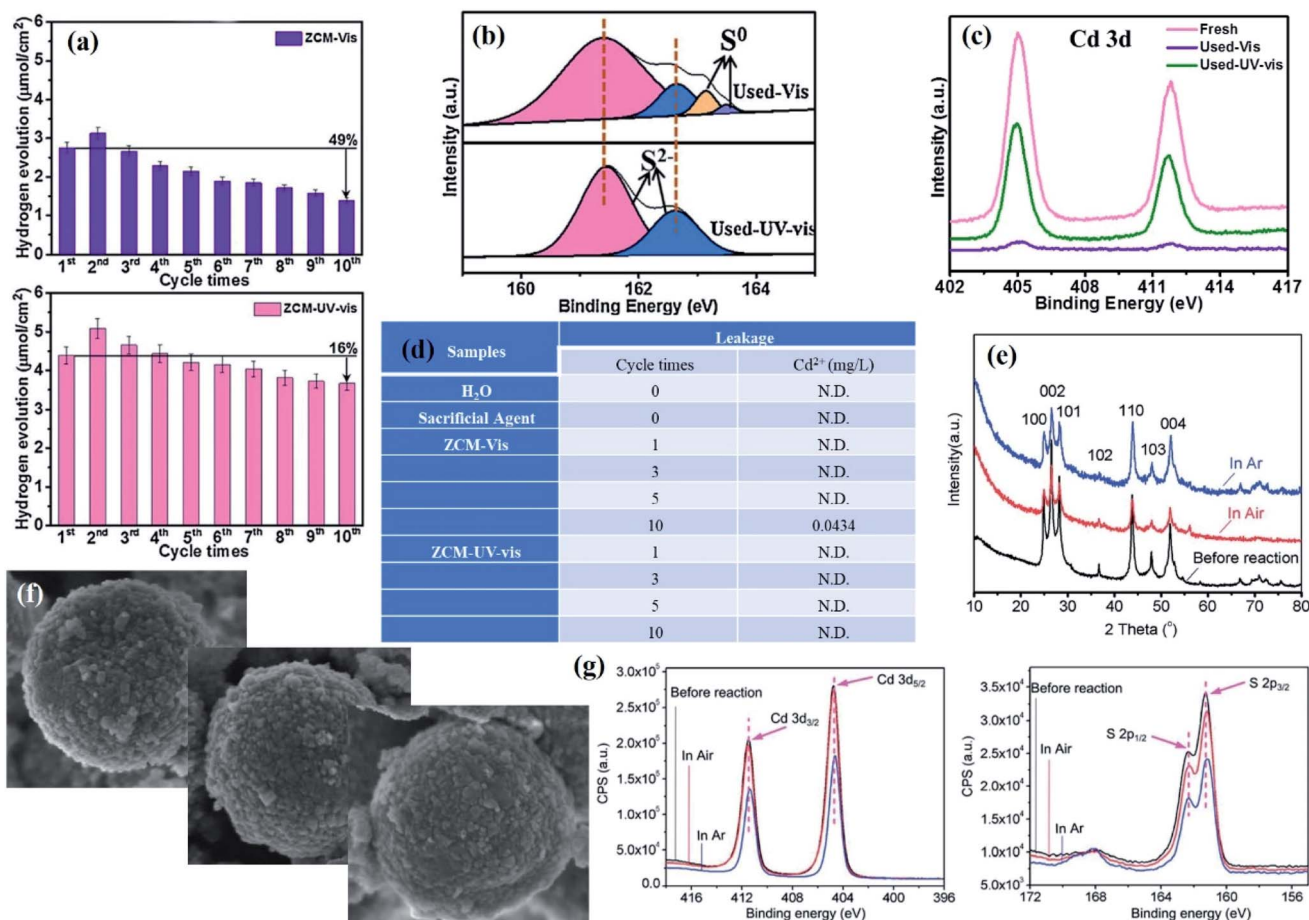 (a)
ZCM-Vis
Hydrogen evolution (μmol/cm²)
6
5
4
3
2
1
0
49%
1st 2nd 3rd 4th 5th 6th 7th 8th 9th 10th
Cycle times
ZCM-UV-vis
Hydrogen evolution (μmol/cm²)
6
5
4
3
2
1
0
16%
1st 2nd 3rd 4th 5th 6th 7th 8th 9th 10th
Cycle times
(b)
S⁰
Used-Vis
S²⁻
Used-UV-vis
Intensity (a.u.)
160 162 164
Binding Energy (eV)
(c)
Cd 3d
Fresh
Used-Vis
Used-UV-vis
Intensity (a.u.)
402 405 408 411 414 417
Binding Energy (eV)
(d)
Samples Leakage
Cycle times Cd²⁺ (mg/L)
H₂O 0 N.D.
Sacrificial Agent 0 N.D.
ZCM-Vis 1 N.D.
3 N.D.
5 N.D.
10 0.0434
ZCM-UV-vis 1 N.D.
3 N.D.
5 N.D.
10 N.D.
(e)
100 002 101 102 110 103 004
In Ar
In Air
Before reaction
Intensity(a.u.)
10 20 30 40 50 60 70 80
2 Theta (°)
(f)
(g)
3.0x10⁵
2.5x10⁵
2.0x10⁵
1.5x10⁵
1.0x10⁵
5.0x10⁴
0.0
CPS (a.u.)
Before reaction
In Air
In Ar
Cd 3d3/2
Cd 3d5/2
416 412 408 404 400 396
Binding energy (eV)
3.5x10⁴
3.0x10⁴
2.5x10⁴
2.0x10⁴
1.5x10⁴
1.0x10⁴
5.0x10³
CPS (a.u.)
Before reaction
In Air
In Ar
S 2p3/2
S 2p1/2
172 168 164 160 156
Binding energy (eV)